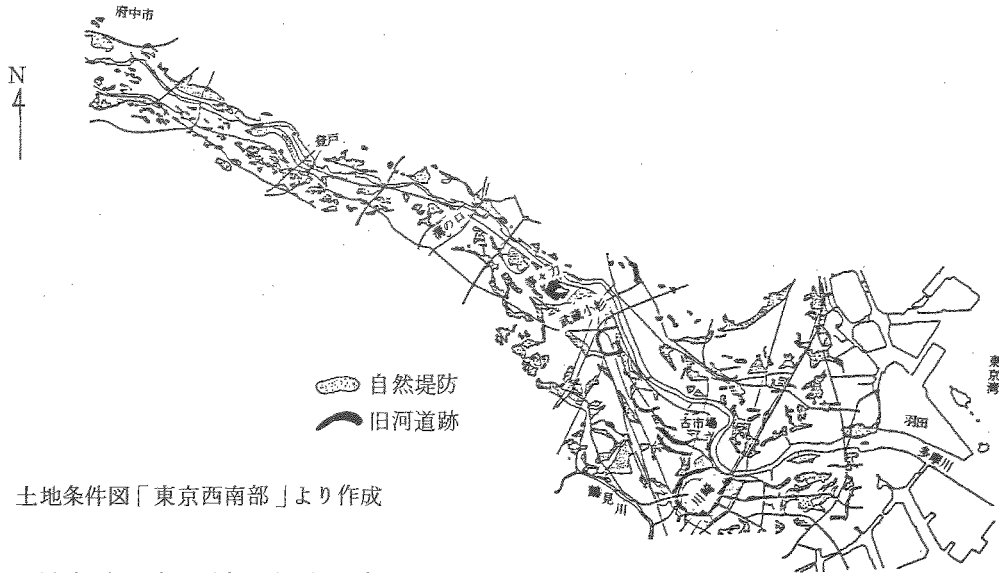 府中市
N
登戸
溝の口
武蔵小杉
自然堤防
旧河道跡
古市場
羽田
東京湾
多摩川
鶴見川
川崎
土地条件図「東京西南部」より作成